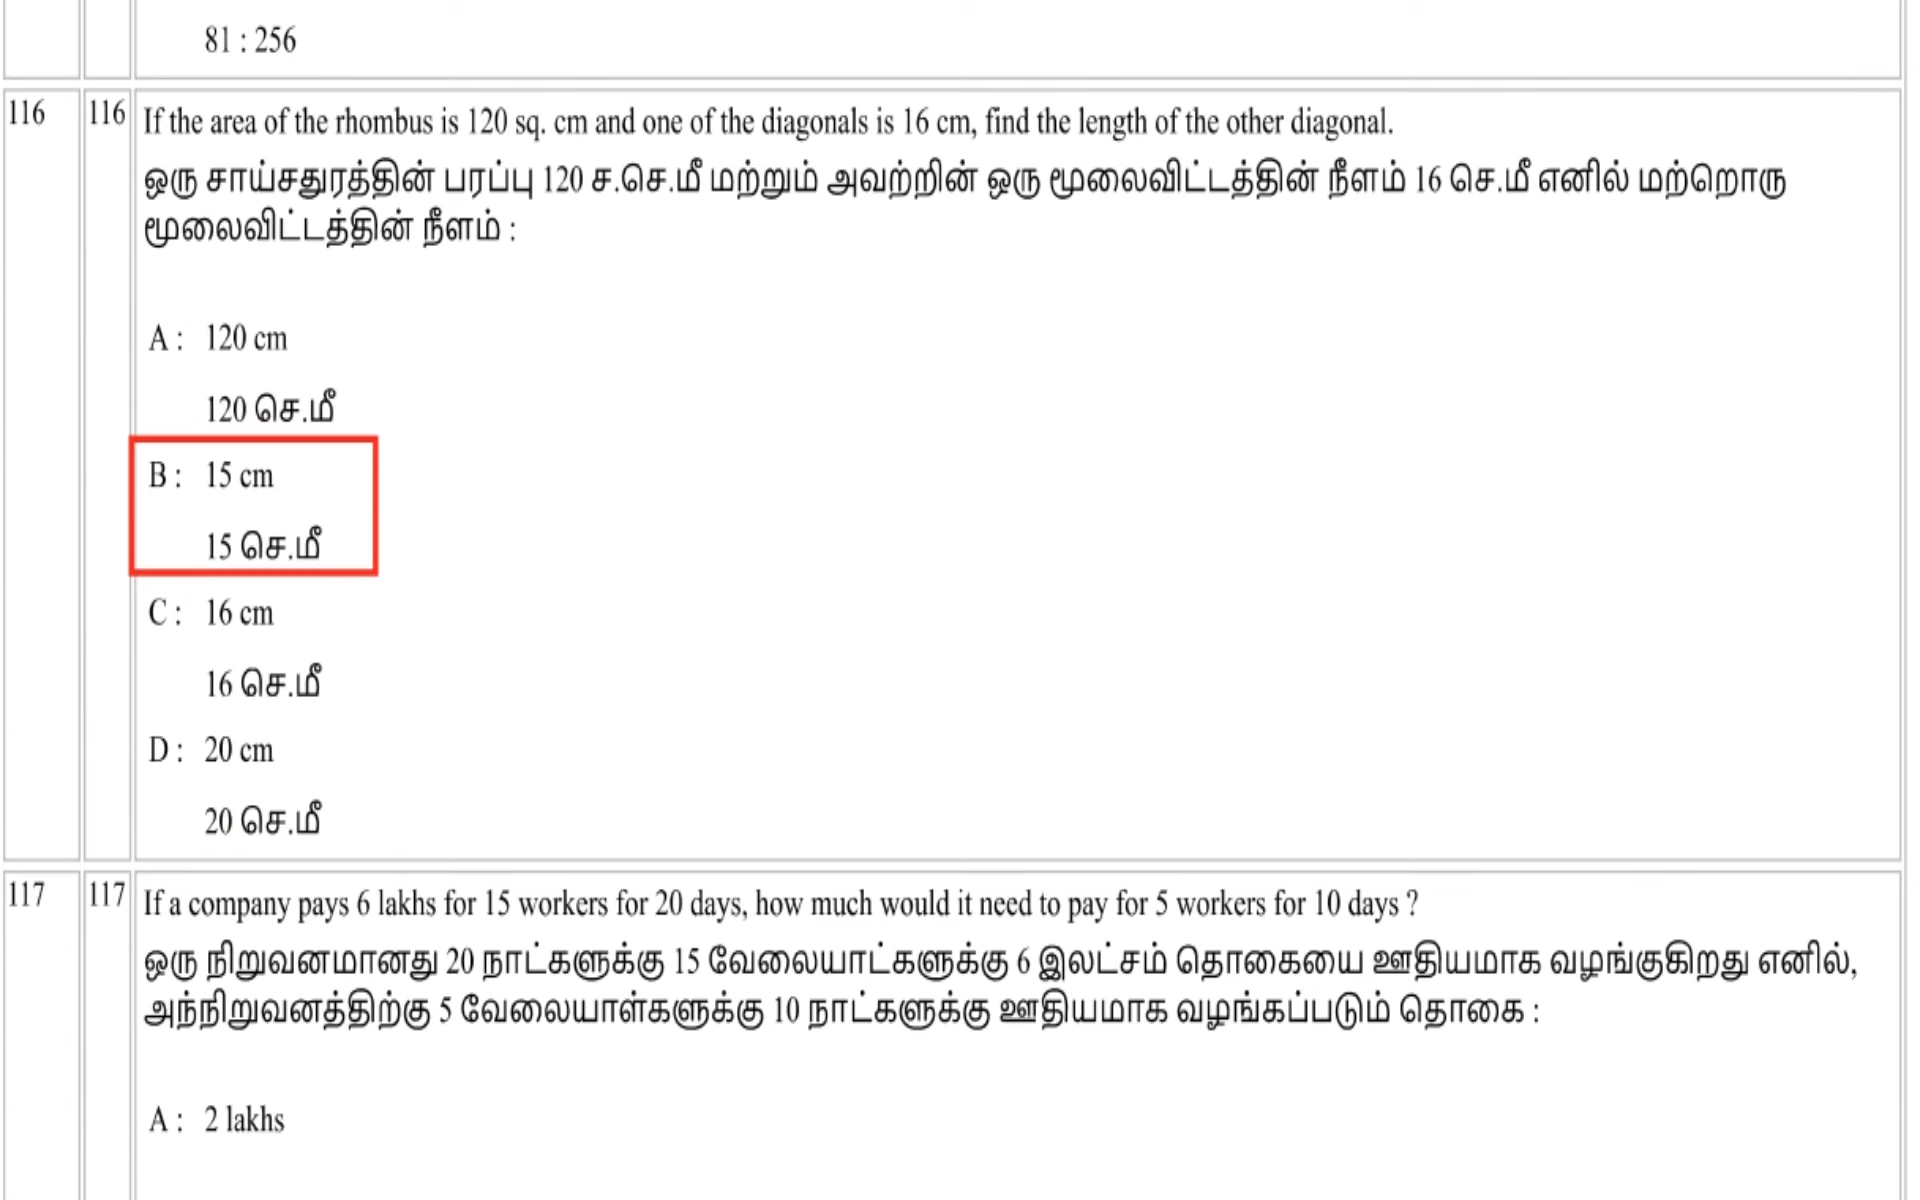 81 : 256
116 116 If the area of the rhombus is 120 sq. cm and one of the diagonals is 16 cm, find the length of the other diagonal.
ஒரு சாய்சதுரத்தின் பரப்பு 120 ச.செ.மீ மற்றும் அவற்றின் ஒரு மூலைவிட்டத்தின் நீளம் 16 செ.மீ எனில் மற்றொரு
மூலைவிட்டத்தின் நீளம் :
A : 120 cm
120 செ.மீ
B : 15 cm
15 செ.மீ
C : 16 cm
16 செ.மீ
D : 20 cm
20 செ.மீ
117 117 If a company pays 6 lakhs for 15 workers for 20 days, how much would it need to pay for 5 workers for 10 days ?
ஒரு நிறுவனமானது 20 நாட்களுக்கு 15 வேலையாட்களுக்கு 6 இலட்சம் தொகையை ஊதியமாக வழங்குகிறது எனில்,
அந்நிறுவனத்திற்கு 5 வேலையாள்களுக்கு 10 நாட்களுக்கு ஊதியமாக வழங்கப்படும் தொகை :
A : 2 lakhs